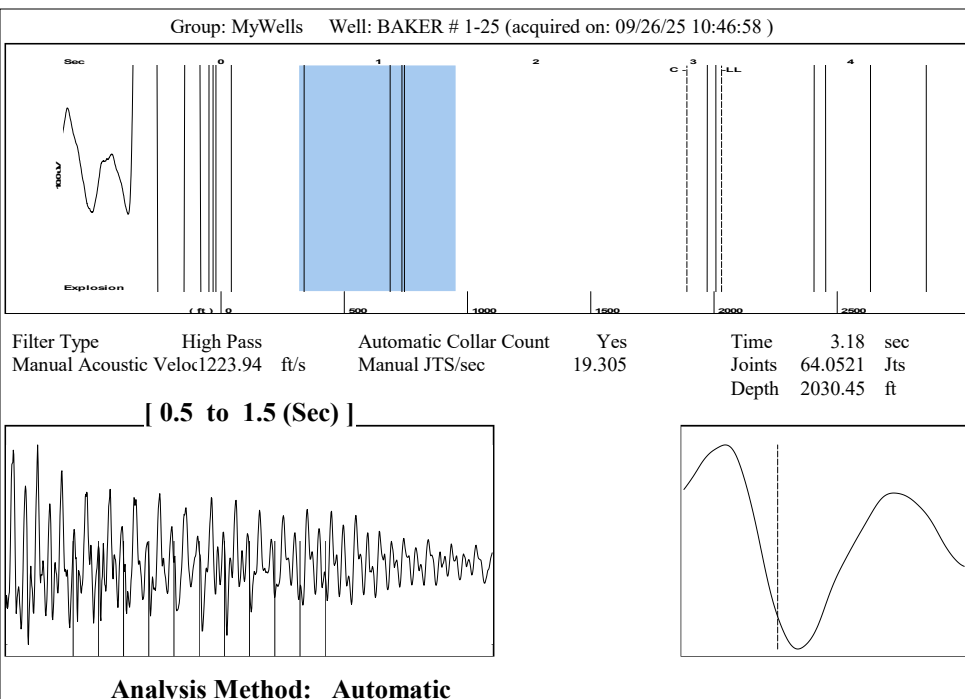 Group: MyWells Well: BAKER # 1-25 (acquired on: 09/26/25 10:46:58 )
Sec 0 1 2 3 4
C LL
100uV
Explosion
( ft ) 0 500 1000 1500 2000 2500
Filter Type High Pass Automatic Collar Count Yes Time 3.18 sec
Manual Acoustic Veloc1223.94 ft/s Manual JTS/sec 19.305 Joints 64.0521 Jts
Depth 2030.45 ft
[ 0.5 to 1.5 (Sec) ]
Analysis Method: Automatic